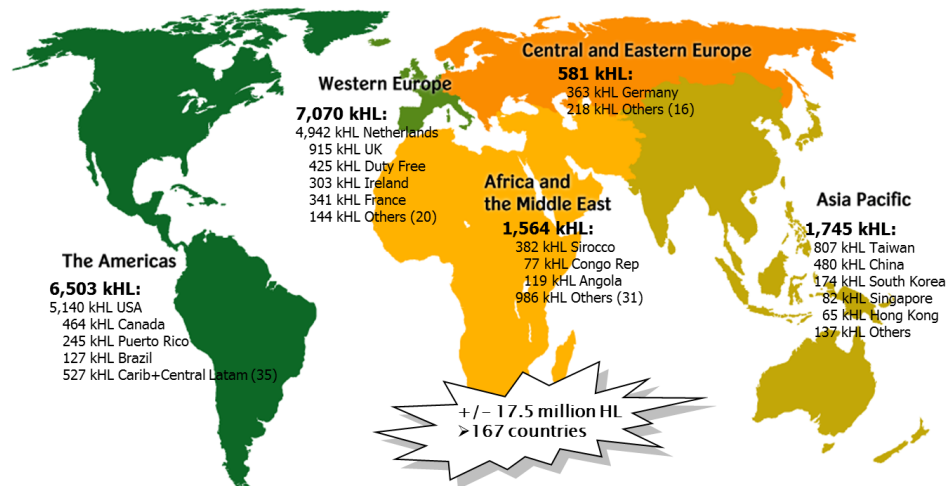 Central and Eastern Europe
581 kHL:
363 kHL Germany
218 kHL Others (16)
Western Europe
7,070 kHL:
4,942 kHL Netherlands
915 kHL UK
425 kHL Duty Free
303 kHL Ireland
341 kHL France
144 kHL Others (20)
Africa and
the Middle East
1,564 kHL:
382 kHL Sirocco
77 kHL Congo Rep
119 kHL Angola
986 kHL Others (31)
Asia Pacific
1,745 kHL:
807 kHL Taiwan
480 kHL China
174 kHL South Korea
82 kHL Singapore
65 kHL Hong Kong
137 kHL Others
The Americas
6,503 kHL:
5,140 kHL USA
464 kHL Canada
245 kHL Puerto Rico
127 kHL Brazil
527 kHL Carib+Central Latam (35)
+/- 17.5 million HL
➢167 countries